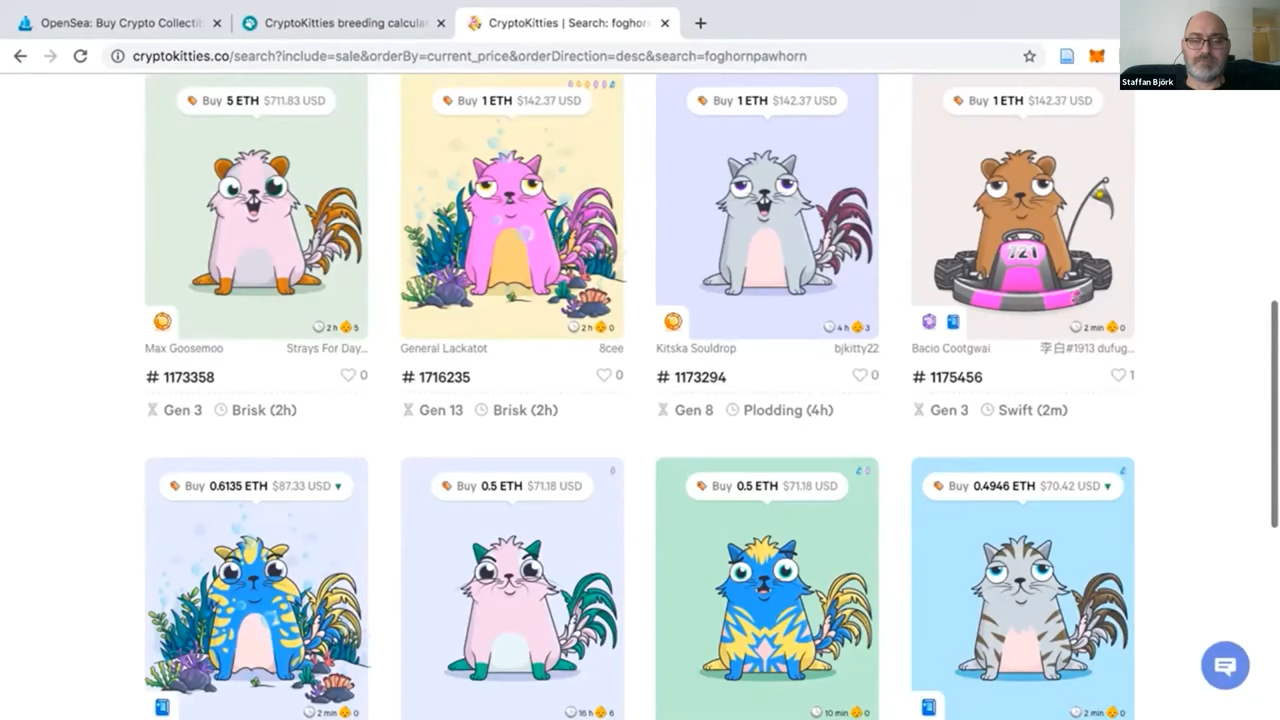 OpenSea: Buy Crypto Collectib
CryptoKitties breeding calcula
CryptoKitties | Search: foghorn
cryptokitties.co/search?include=sale&orderBy=current_price&orderDirection=desc&search=foghornpawhorn
Staffan Björk
Buy 5 ETH $711.83 USD
Buy 1 ETH $142.37 USD
Buy 1 ETH $142.37 USD
Buy 1 ETH $142.37 USD
121
2 h 5
2 h 0
4 h 3
2 min 0
Max Goosemoo Strays For Day...
General Lackatot 8cee
Kitska Souldrop bjkitty22
Bacio Cootgwai 李白#1913 dufug...
# 1173358 0
# 1716235 0
# 1173294 0
# 1175456 1
Gen 3 Brisk (2h)
Gen 13 Brisk (2h)
Gen 8 Plodding (4h)
Gen 3 Swift (2m)
Buy 0.6135 ETH $87.33 USD
Buy 0.5 ETH $71.18 USD
Buy 0.5 ETH $71.18 USD
Buy 0.4946 ETH $70.42 USD
2 min 0
16 h 6
10 min 0
2 min 0